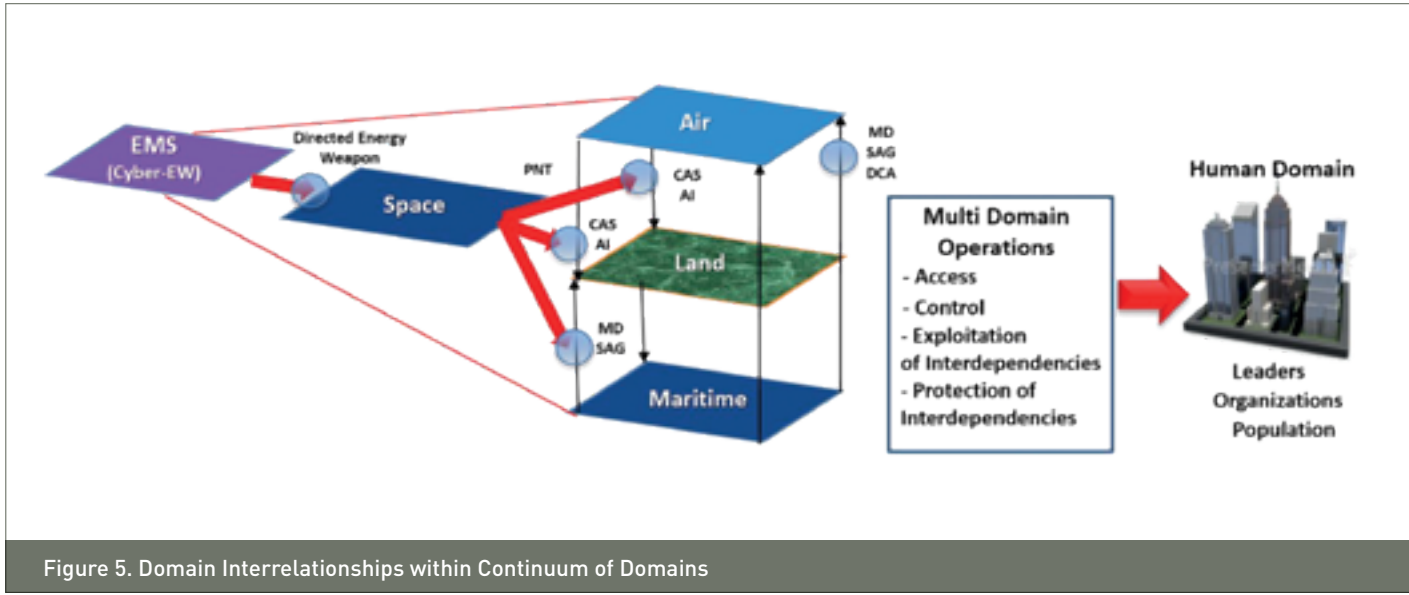 EMS
(Cyber-EW)
Directed Energy
Weapon
Space
PNT
Air
CAS
AI
CAS
AI
Land
MD
SAG
Maritime
MD
SAG
DCA
Multi Domain
Operations
- Access
- Control
- Exploitation
of Interdependencies
- Protection of
Interdependencies
Human Domain
Leaders
Organizations
Population
Figure 5. Domain Interrelationships within Continuum of Domains